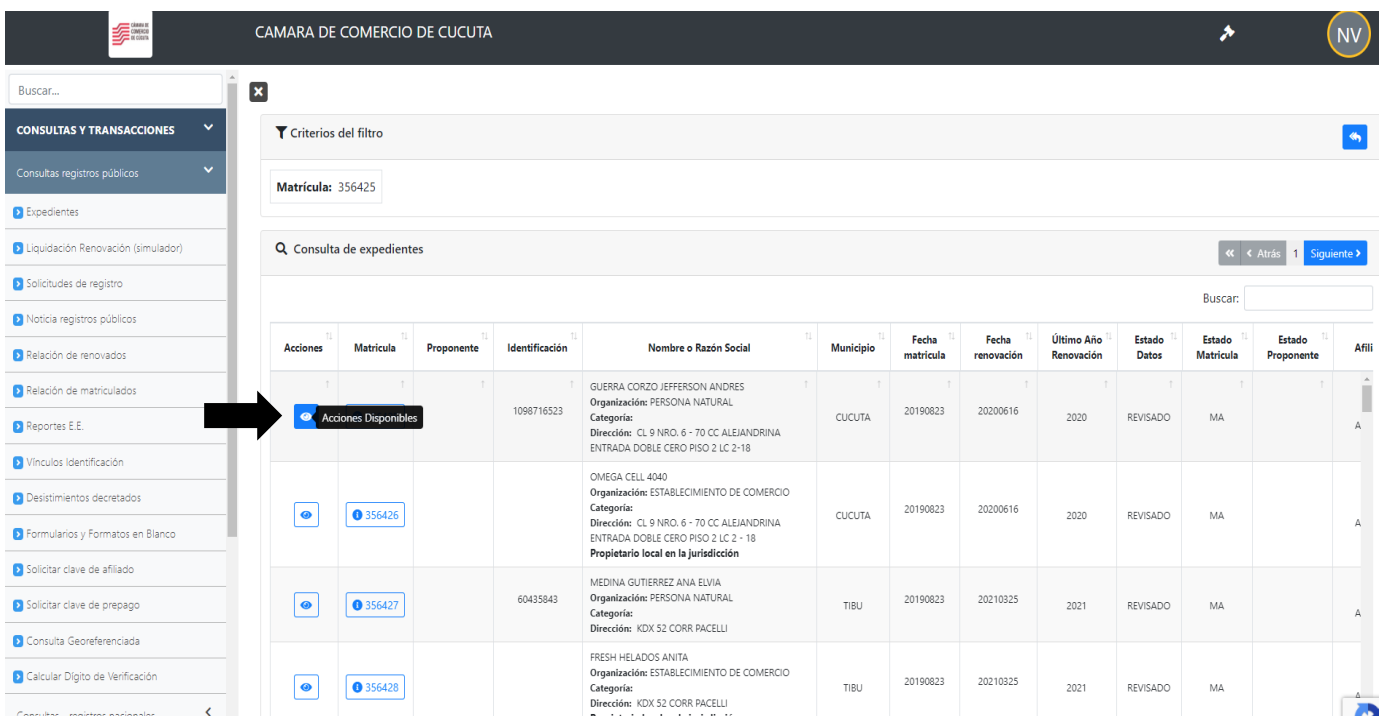 CÁMARA DE
COMERCIO
DE CÚCUTA
CAMARA DE COMERCIO DE CUCUTA
NV
Buscar...
CONSULTAS Y TRANSACCIONES
Consultas registros públicos
Expedientes
Liquidación Renovación (simulador)
Solicitudes de registro
Noticia registros públicos
Relación de renovados
Relación de matriculados
Reportes E.E.
Vínculos Identificación
Desistimientos decretados
Formularios y Formatos en Blanco
Solicitar clave de afiliado
Solicitar clave de prepago
Consulta Georeferenciada
Calcular Dígito de Verificación
Consultas registros nacionales
Criterios del filtro
Matrícula: 356425
Consulta de expedientes
« ‹ Atrás 1 Siguiente ›
Buscar:
Acciones Matricula Proponente Identificación Nombre o Razón Social Municipio Fecha matricula Fecha renovación Último Año Renovación Estado Datos Estado Matricula Estado Proponente Afili
Acciones Disponibles
1098716523
GUERRA CORZO JEFFERSON ANDRES
Organización: PERSONA NATURAL
Categoría:
Dirección: CL 9 NRO. 6 - 70 CC ALEJANDRINA
ENTRADA DOBLE CERO PISO 2 LC 2-18
CUCUTA 20190823 20200616 2020 REVISADO MA A
356426
OMEGA CELL 4040
Organización: ESTABLECIMIENTO DE COMERCIO
Categoría:
Dirección: CL 9 NRO. 6 - 70 CC ALEJANDRINA
ENTRADA DOBLE CERO PISO 2 LC 2 - 18
Propietario local en la jurisdicción
CUCUTA 20190823 20200616 2020 REVISADO MA A
356427 60435843
MEDINA GUTIERREZ ANA ELVIA
Organización: PERSONA NATURAL
Categoría:
Dirección: KDX 52 CORR PACELLI
TIBU 20190823 20210325 2021 REVISADO MA A
356428
FRESH HELADOS ANITA
Organización: ESTABLECIMIENTO DE COMERCIO
Categoría:
Dirección: KDX 52 CORR PACELLI
TIBU 20190823 20210325 2021 REVISADO MA A